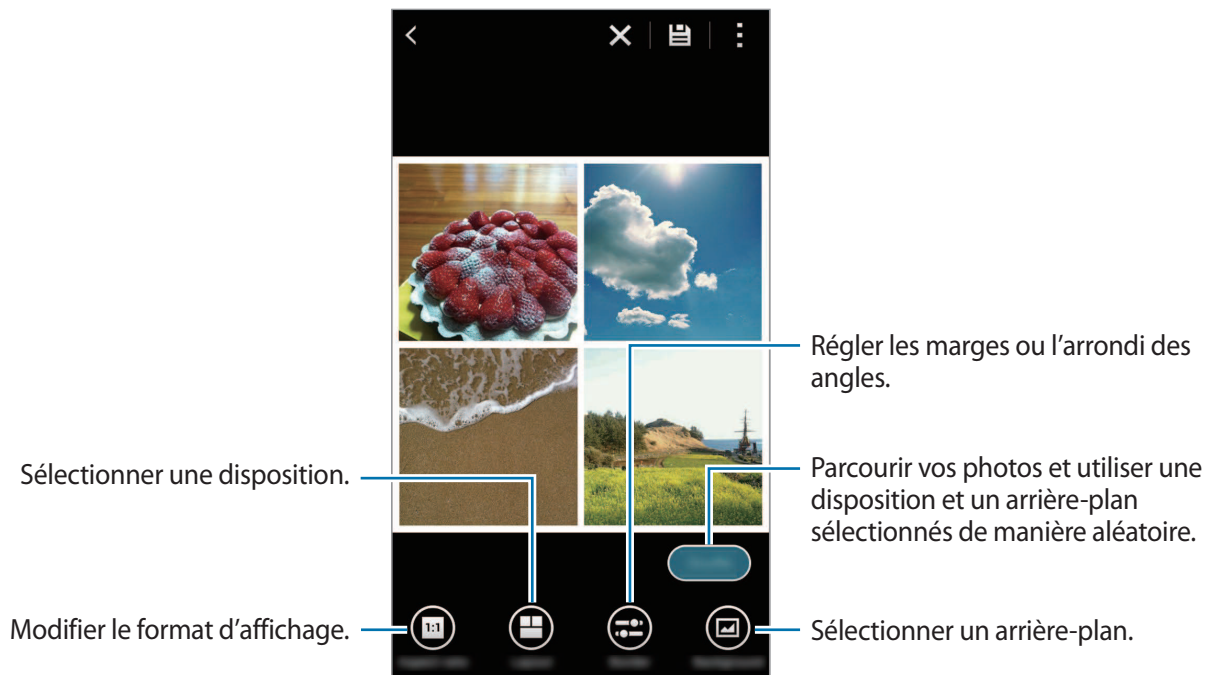 Régler les marges ou l'arrondi des
angles.
Sélectionner une disposition.
Parcourir vos photos et utiliser une
disposition et un arrière-plan
sélectionnés de manière aléatoire.
Modifier le format d'affichage.
1:1
Sélectionner un arrière-plan.